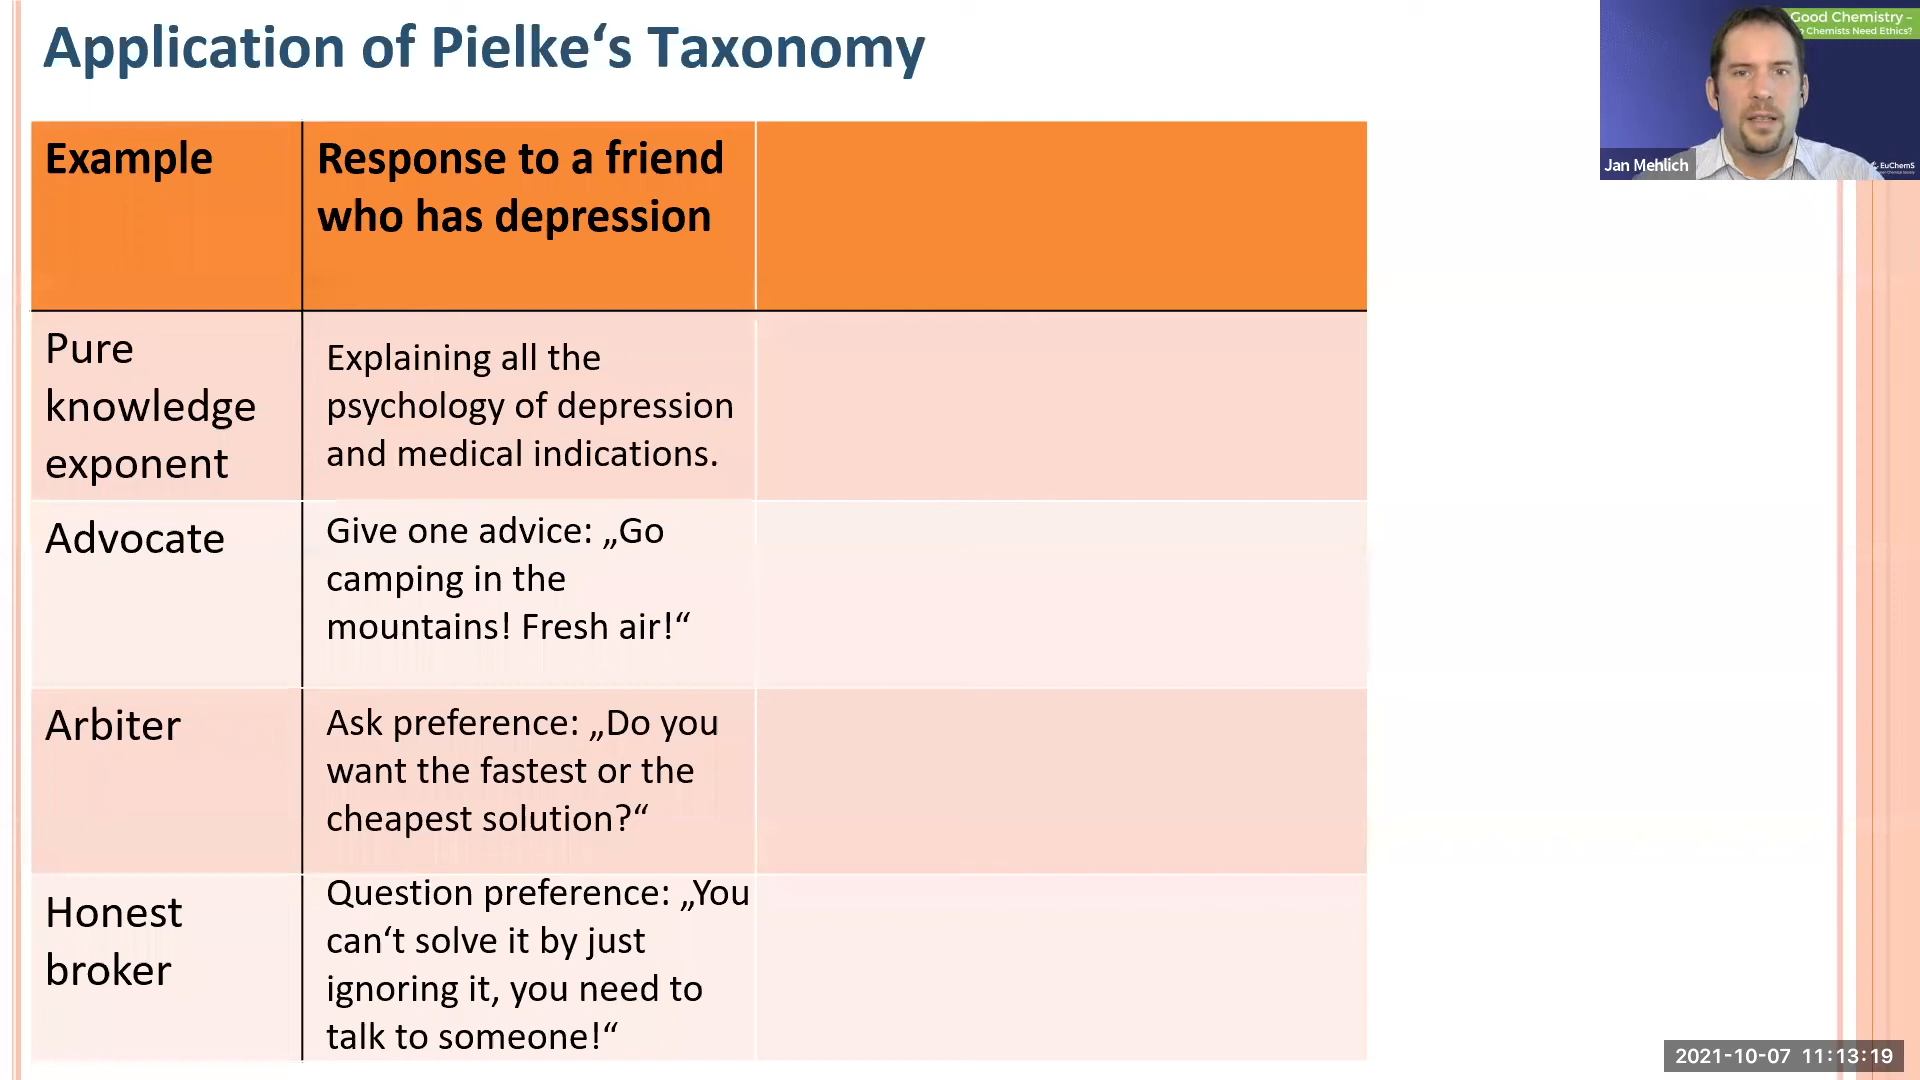 Application of Pielke‘s Taxonomy
Good Chemistry –
Chemists Need Ethics?
Jan Mehlich
EuChemS
Example
Response to a friend
who has depression
Pure
knowledge
exponent
Explaining all the
psychology of depression
and medical indications.
Advocate
Give one advice: „Go
camping in the
mountains! Fresh air!“
Arbiter
Ask preference: „Do you
want the fastest or the
cheapest solution?“
Honest
broker
Question preference: „You
can‘t solve it by just
ignoring it, you need to
talk to someone!“
2021-10-07 11:13:19